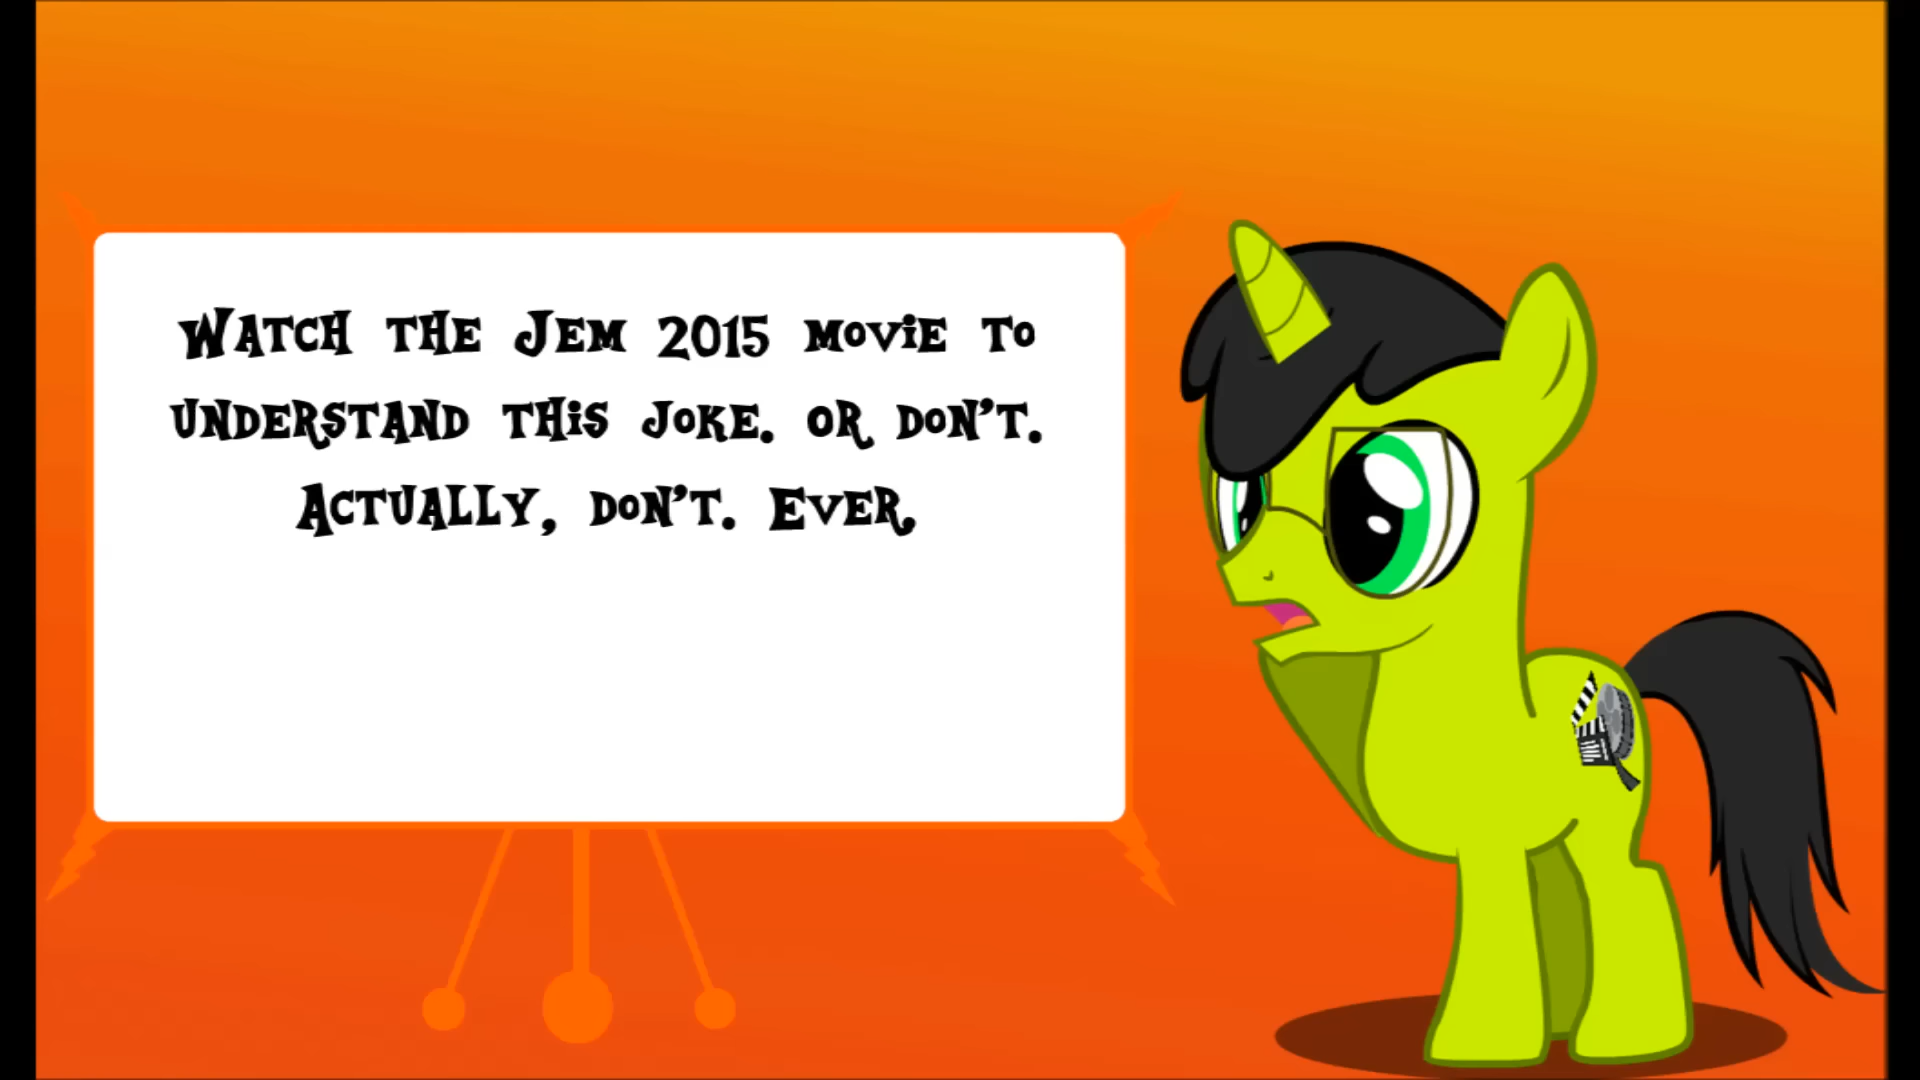 Watch the Jem 2015 movie to
understand this joke. or don't.
Actually, don't. Ever.